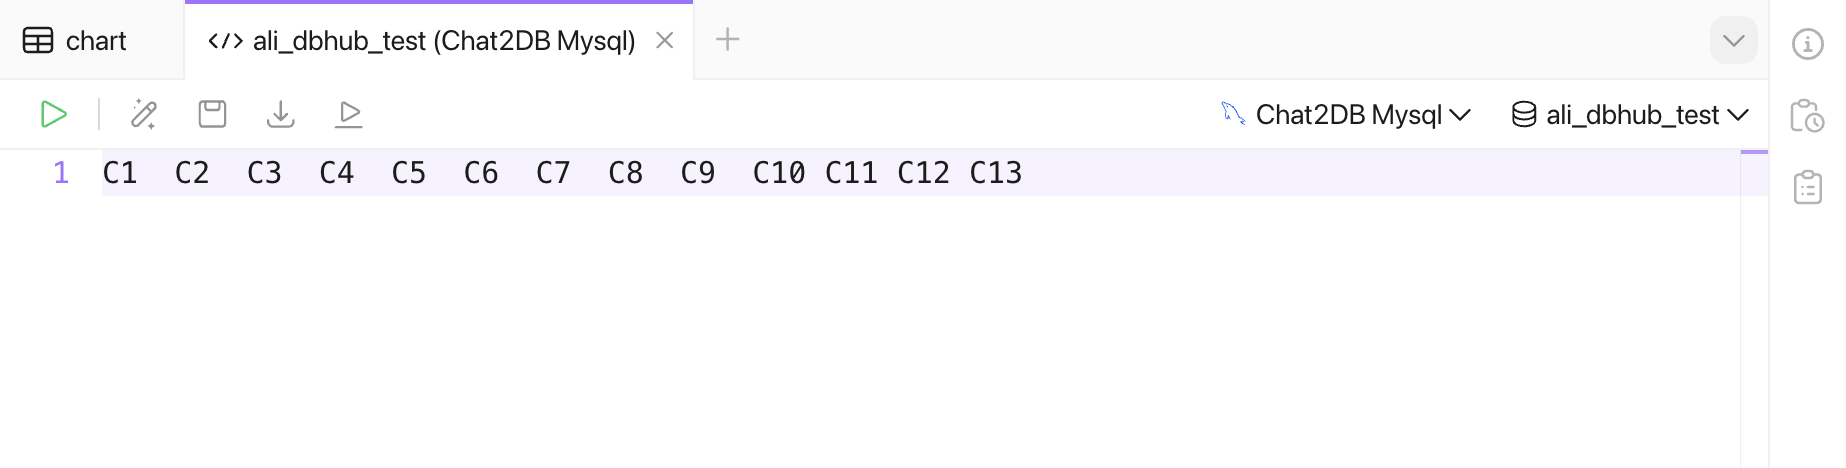 chart
</> ali_dbhub_test (Chat2DB Mysql)
Chat2DB Mysql
ali_dbhub_test
1 C1 C2 C3 C4 C5 C6 C7 C8 C9 C10 C11 C12 C13